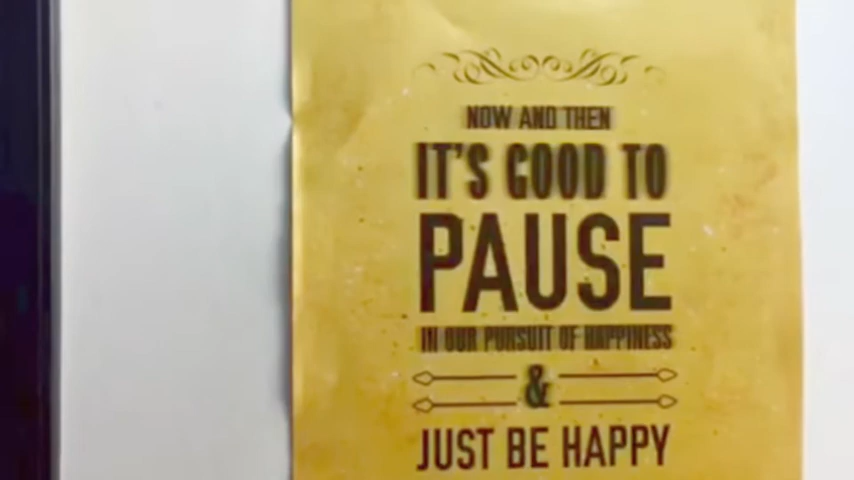 NOW AND THEN
IT'S GOOD TO
PAUSE
IN OUR PURSUIT OF HAPPINESS
&
JUST BE HAPPY